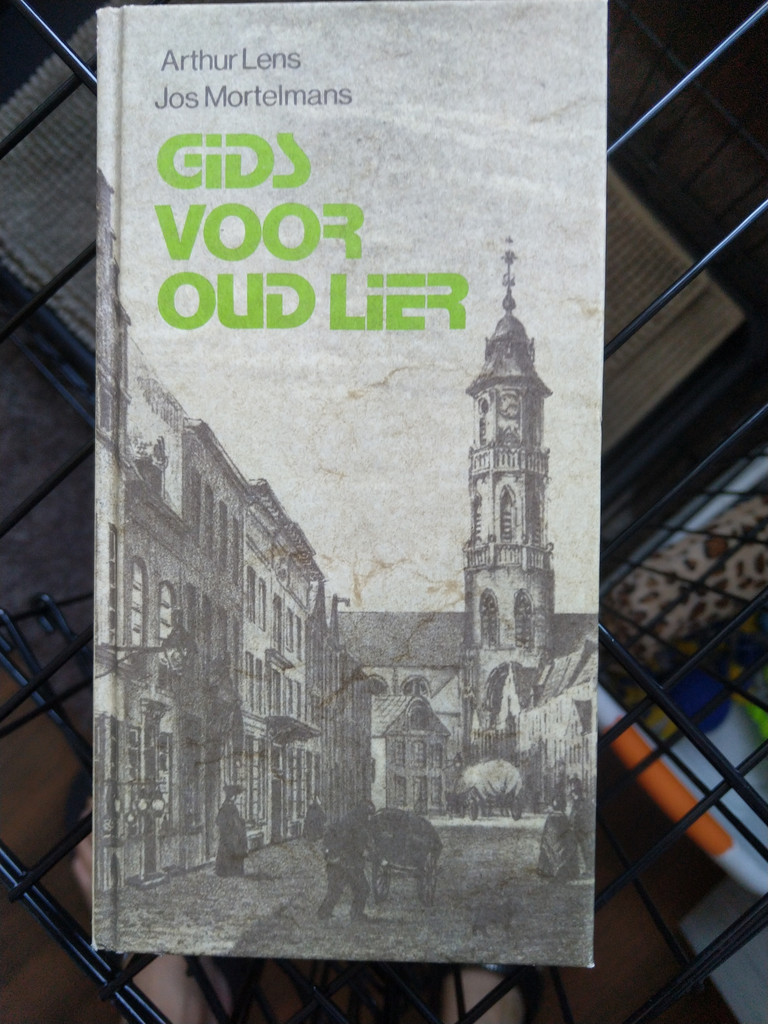 Arthur Lens
Jos Mortelmans
GiDS
VOOR
OUD LiER